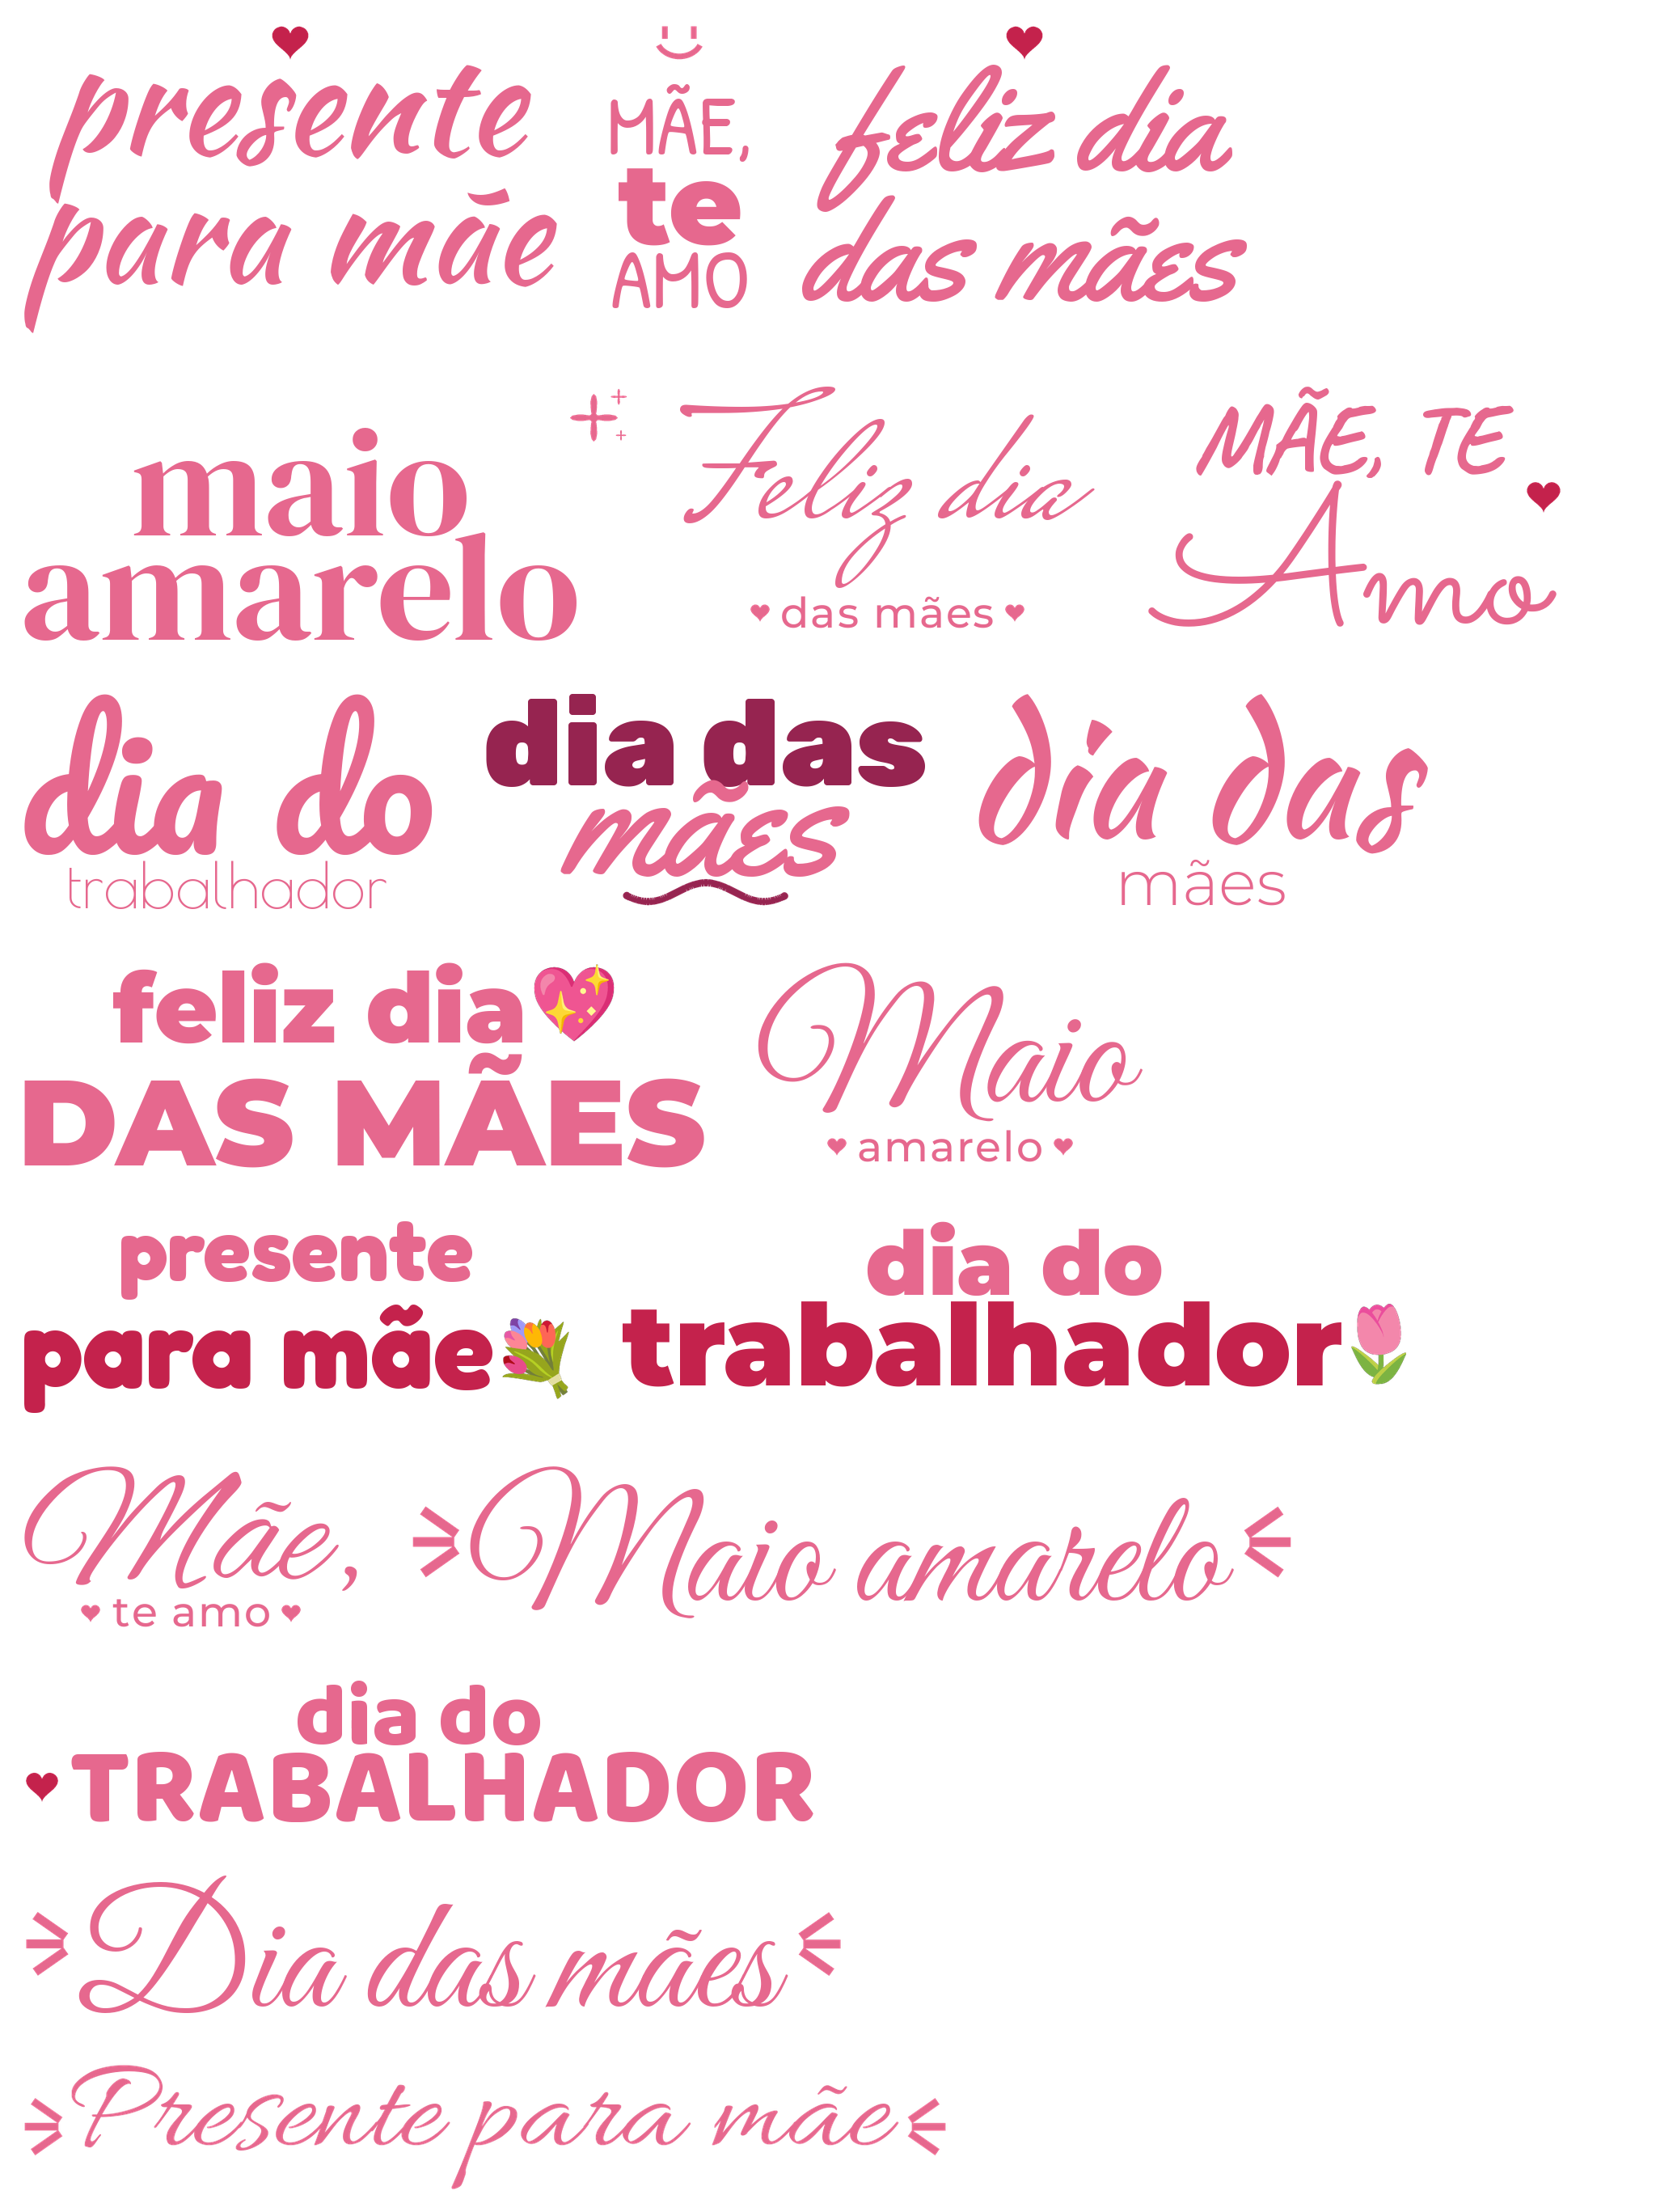 presente
para mãe
MÃE,
te
AMO
feliz dia
das mães
maio
amarelo
Feliz dia
das mães
MÃE, TE
Amo
dia do
trabalhador
dia das
mães
dia das
mães
feliz dia
DAS MÃES
Maio
amarelo
presente
para mãe
dia do
trabalhador
Mãe,
te amo
Maio amarelo
dia do
TRABALHADOR
Dia das mães
Presente para mãe